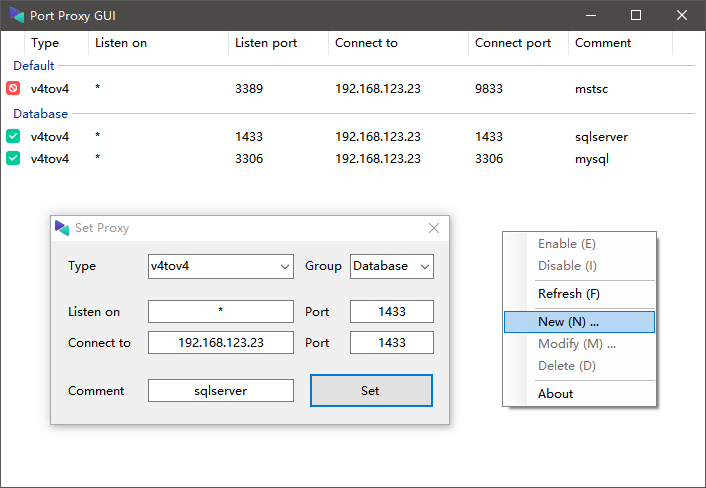 Port Proxy GUI
Type Listen on Listen port Connect to Connect port Comment
Default
v4tov4 * 3389 192.168.123.23 9833 mstsc
Database
v4tov4 * 1433 192.168.123.23 1433 sqlserver
v4tov4 * 3306 192.168.123.23 3306 mysql
Set Proxy
Type v4tov4 Group Database
Listen on * Port 1433
Connect to 192.168.123.23 Port 1433
Comment sqlserver Set
Enable (E)
Disable (I)
Refresh (F)
New (N) ...
Modify (M) ...
Delete (D)
About